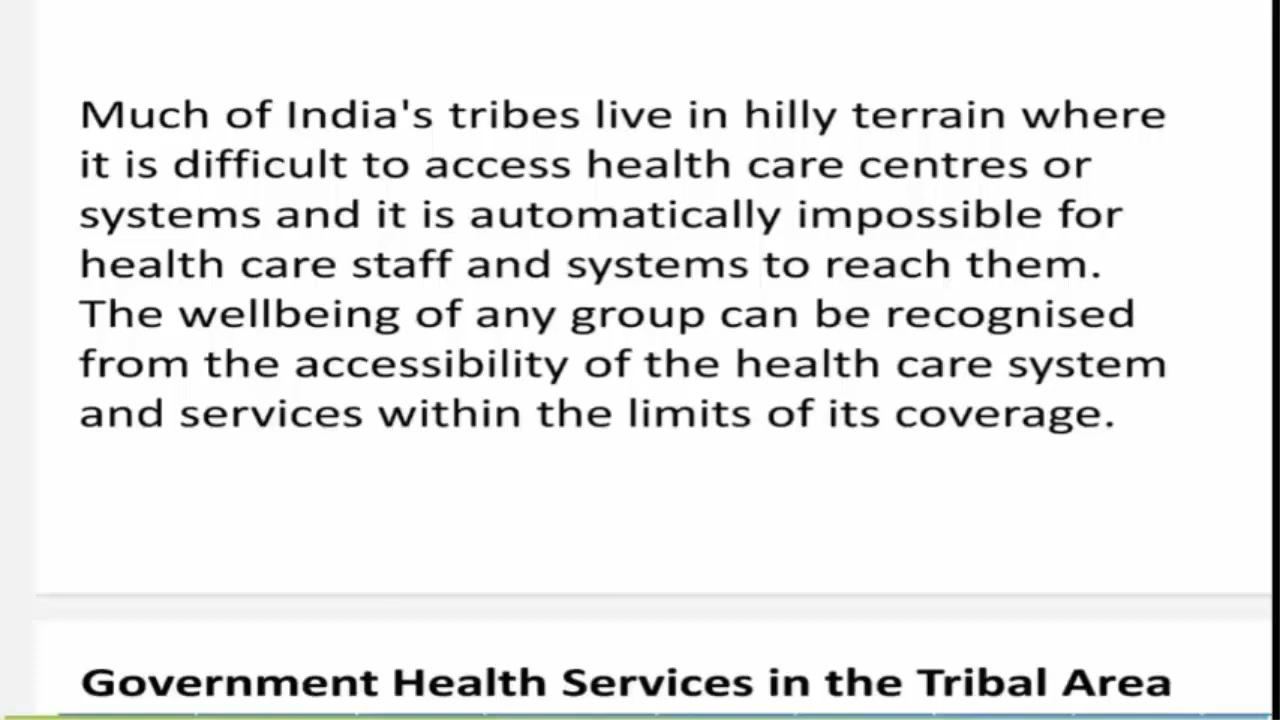 Much of India's tribes live in hilly terrain where
it is difficult to access health care centres or
systems and it is automatically impossible for
health care staff and systems to reach them.
The wellbeing of any group can be recognised
from the accessibility of the health care system
and services within the limits of its coverage.
Government Health Services in the Tribal Area